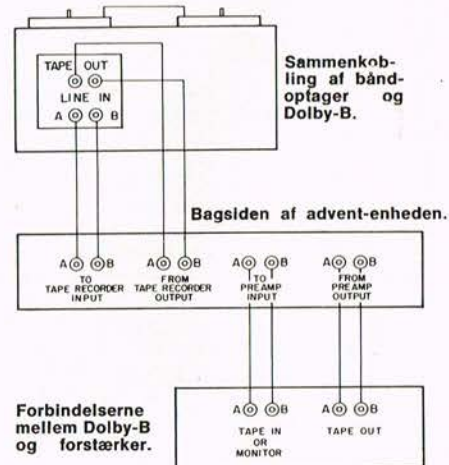 TAPE OUT
LINE IN
A B
Sammenkob-
ling af bånd-
optager og
Dolby-B.
Bagsiden af advent-enheden.
A B A B A B A B
TO FROM TO FROM
TAPE RECORDER TAPE RECORDER PREAMP PREAMP
INPUT OUTPUT INPUT OUTPUT
Forbindelserne
mellem Dolby-B
og forstærker.
A B A B
TAPE IN TAPE OUT
OR
MONITOR